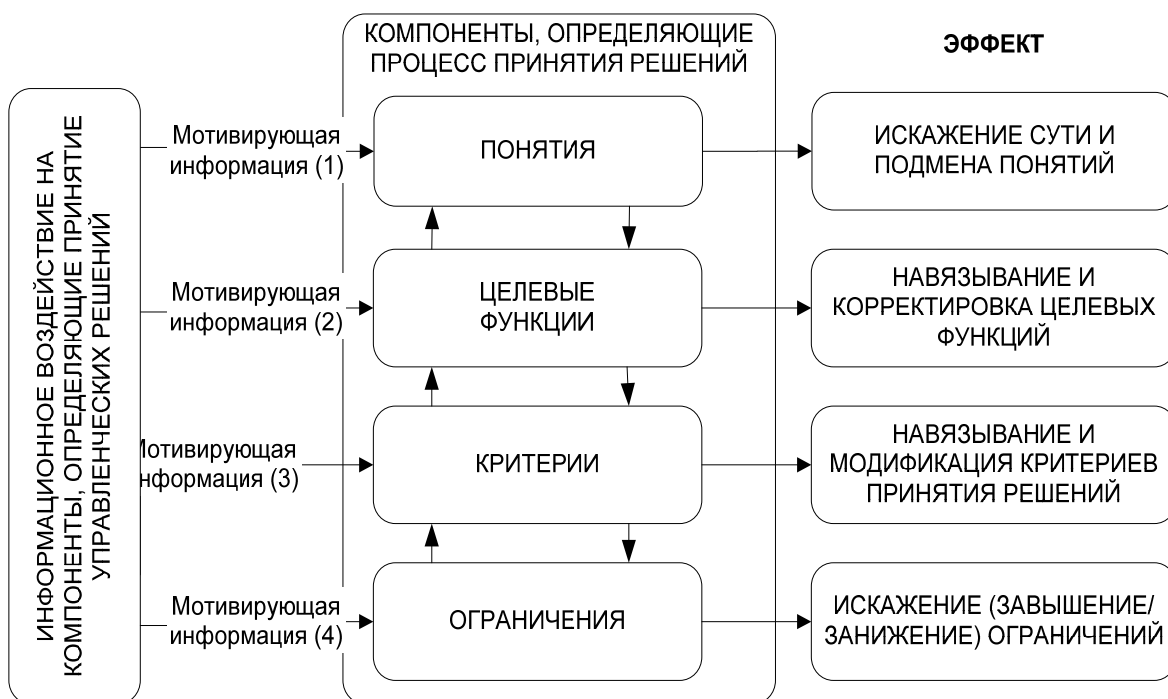 ИНФОРМАЦИОННОЕ ВОЗДЕЙСТВИЕ НА
КОМПОНЕНТЫ, ОПРЕДЕЛЯЮЩИЕ ПРИНЯТИЕ
УПРАВЛЕНЧЕСКИХ РЕШЕНИЙ
КОМПОНЕНТЫ, ОПРЕДЕЛЯЮЩИЕ
ПРОЦЕСС ПРИНЯТИЯ РЕШЕНИЙ
ЭФФЕКТ
Мотивирующая
информация (1)
ПОНЯТИЯ
ИСКАЖЕНИЕ СУТИ И
ПОДМЕНА ПОНЯТИЙ
Мотивирующая
информация (2)
ЦЕЛЕВЫЕ
ФУНКЦИИ
НАВЯЗЫВАНИЕ И
КОРРЕКТИРОВКА ЦЕЛЕВЫХ
ФУНКЦИЙ
Мотивирующая
информация (3)
КРИТЕРИИ
НАВЯЗЫВАНИЕ И
МОДИФИКАЦИЯ КРИТЕРИЕВ
ПРИНЯТИЯ РЕШЕНИЙ
Мотивирующая
информация (4)
ОГРАНИЧЕНИЯ
ИСКАЖЕНИЕ (ЗАВЫШЕНИЕ/
ЗАНИЖЕНИЕ) ОГРАНИЧЕНИЙ